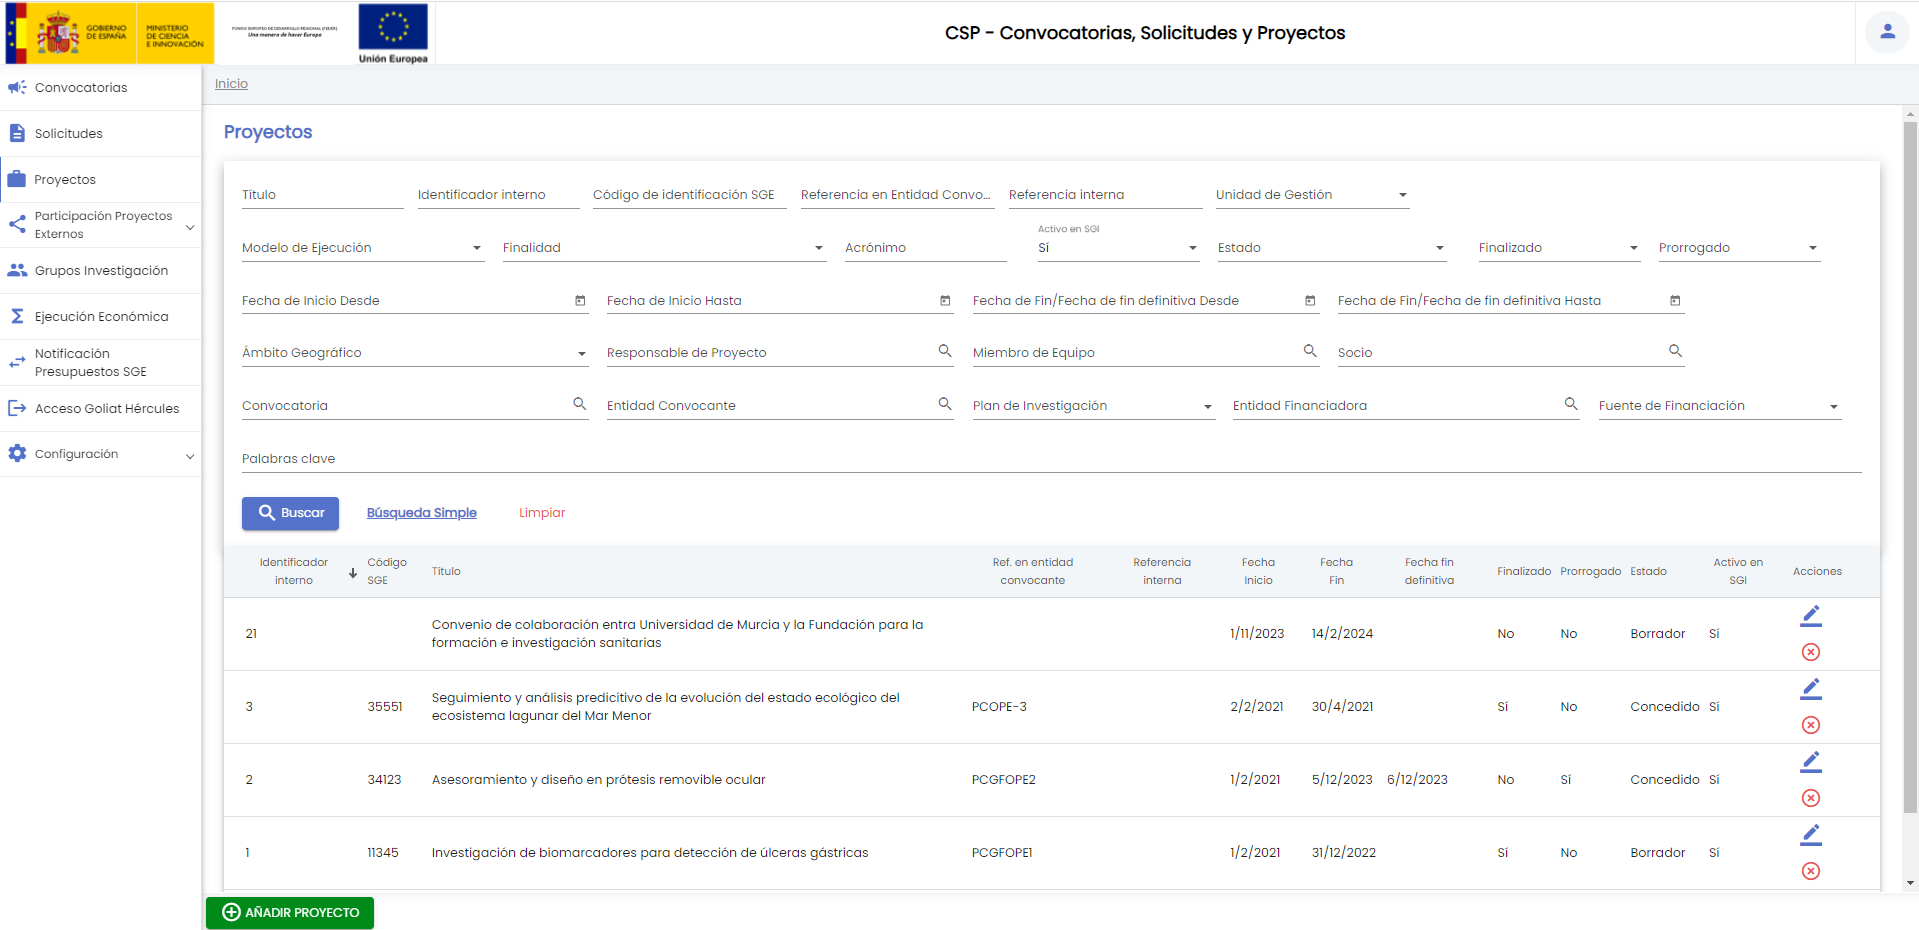 GOBIERNO
DE ESPAÑA
MINISTERIO
DE CIENCIA
E INNOVACIÓN
FONDO EUROPEO DE DESARROLLO REGIONAL (FEDER)
Una manera de hacer Europa
Unión Europea
CSP - Convocatorias, Solicitudes y Proyectos
Convocatorias
Solicitudes
Proyectos
Participación Proyectos
Externos
Grupos Investigación
Ejecución Económica
Notificación
Presupuestos SGE
Acceso Goliat Hércules
Configuración
Inicio
Proyectos
Título Identificador interno Código de identificación SGE Referencia en Entidad Convo... Referencia interna Unidad de Gestión
Activo en SGI
Modelo de Ejecución Finalidad Acrónimo Sí Estado Finalizado Prorrogado
Fecha de Inicio Desde Fecha de Inicio Hasta Fecha de Fin/Fecha de fin definitiva Desde Fecha de Fin/Fecha de fin definitiva Hasta
Ámbito Geográfico Responsable de Proyecto Miembro de Equipo Socio
Convocatoria Entidad Convocante Plan de Investigación Entidad Financiadora Fuente de Financiación
Palabras clave
Buscar Búsqueda Simple Limpiar
Identificador interno Código SGE Título Ref. en entidad convocante Referencia interna Fecha Inicio Fecha Fin Fecha fin definitiva Finalizado Prorrogado Estado Activo en SGI Acciones
21 Convenio de colaboración entra Universidad de Murcia y la Fundación para la
formación e investigación sanitarias 1/11/2023 14/2/2024 No No Borrador Sí
3 35551 Seguimiento y análisis predicitivo de la evolución del estado ecológico del
ecosistema lagunar del Mar Menor PCOPE-3 2/2/2021 30/4/2021 Sí No Concedido Sí
2 34123 Asesoramiento y diseño en prótesis removible ocular PCGFOPE2 1/2/2021 5/12/2023 6/12/2023 No Sí Concedido Sí
1 11345 Investigación de biomarcadores para detección de úlceras gástricas PCGFOPE1 1/2/2021 31/12/2022 Sí No Borrador Sí
AÑADIR PROYECTO